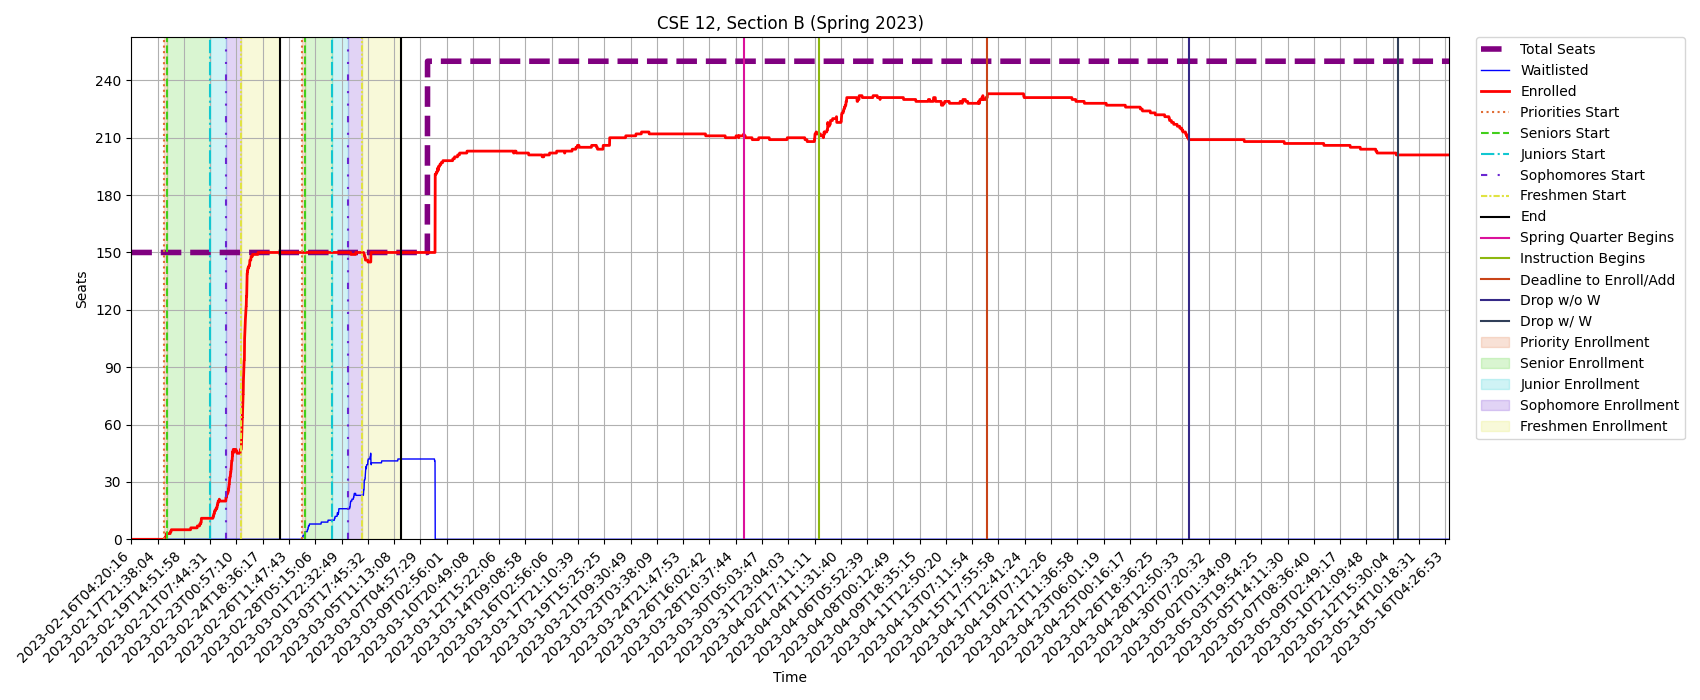 CSE 12, Section B (Spring 2023)
Seats
240
210
180
150
120
90
60
30
0
2023-02-16T04:20:16
2023-02-17T21:38:04
2023-02-19T14:51:58
2023-02-21T07:44:31
2023-02-23T00:57:10
2023-02-24T18:36:17
2023-02-26T11:47:43
2023-02-28T05:15:06
2023-03-01T22:32:49
2023-03-03T17:45:32
2023-03-05T11:13:08
2023-03-07T04:57:29
2023-03-09T02:56:01
2023-03-10T20:49:08
2023-03-12T15:22:06
2023-03-14T09:08:58
2023-03-16T02:56:06
2023-03-17T21:10:39
2023-03-19T15:25:25
2023-03-21T09:30:49
2023-03-23T03:38:09
2023-03-24T21:47:53
2023-03-26T16:02:42
2023-03-28T10:37:44
2023-03-30T05:03:47
2023-03-31T23:04:03
2023-04-02T17:11:11
2023-04-04T11:31:40
2023-04-06T05:52:39
2023-04-08T00:12:49
2023-04-09T18:35:15
2023-04-11T12:50:20
2023-04-13T07:11:54
2023-04-15T17:55:58
2023-04-17T12:41:24
2023-04-19T07:12:26
2023-04-21T11:36:58
2023-04-23T06:01:19
2023-04-25T00:16:17
2023-04-26T18:36:25
2023-04-28T12:50:33
2023-04-30T07:20:32
2023-05-02T01:34:09
2023-05-03T19:54:25
2023-05-05T14:11:30
2023-05-07T08:36:40
2023-05-09T02:49:17
2023-05-10T21:09:48
2023-05-12T15:30:04
2023-05-14T10:18:31
2023-05-16T04:26:53
Time
Total Seats
Waitlisted
Enrolled
Priorities Start
Seniors Start
Juniors Start
Sophomores Start
Freshmen Start
End
Spring Quarter Begins
Instruction Begins
Deadline to Enroll/Add
Drop w/o W
Drop w/ W
Priority Enrollment
Senior Enrollment
Junior Enrollment
Sophomore Enrollment
Freshmen Enrollment